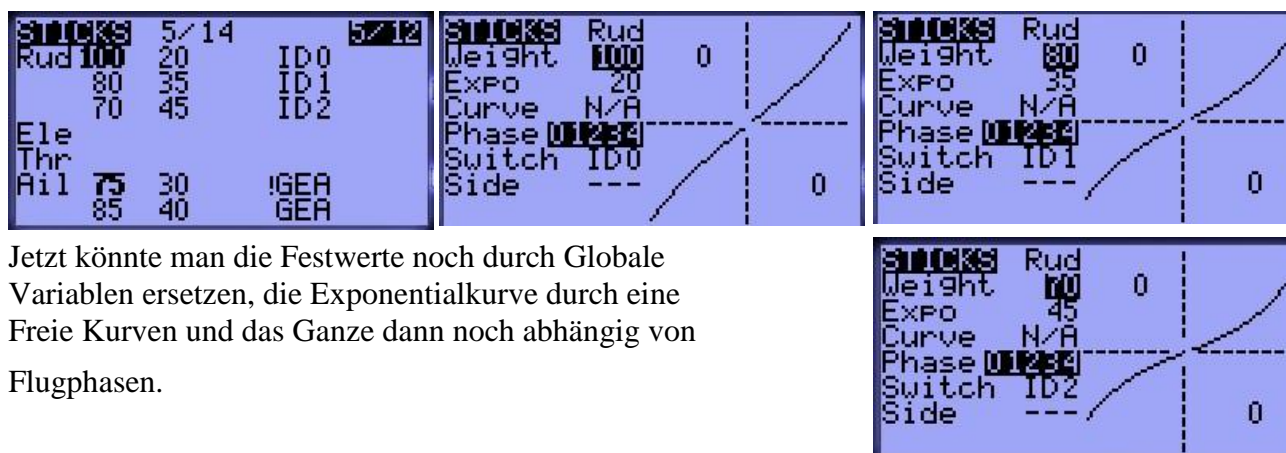 STICKS 5/14 5/12
Rud 100 20 ID0
80 35 ID1
70 45 ID2
Ele
Thr
Ail 75 30 !GEA
85 40 GEA
STICKS Rud
Weight 100 0
Expo 20
Curve N/A
Phase 01234
Switch ID0
Side --- 0
STICKS Rud
Weight 80 0
Expo 35
Curve N/A
Phase 01234
Switch ID1
Side --- 0
Jetzt könnte man die Festwerte noch durch Globale
Variablen ersetzen, die Exponentialkurve durch eine
Freie Kurven und das Ganze dann noch abhängig von
Flugphasen.
STICKS Rud
Weight 70 0
Expo 45
Curve N/A
Phase 01234
Switch ID2
Side --- 0